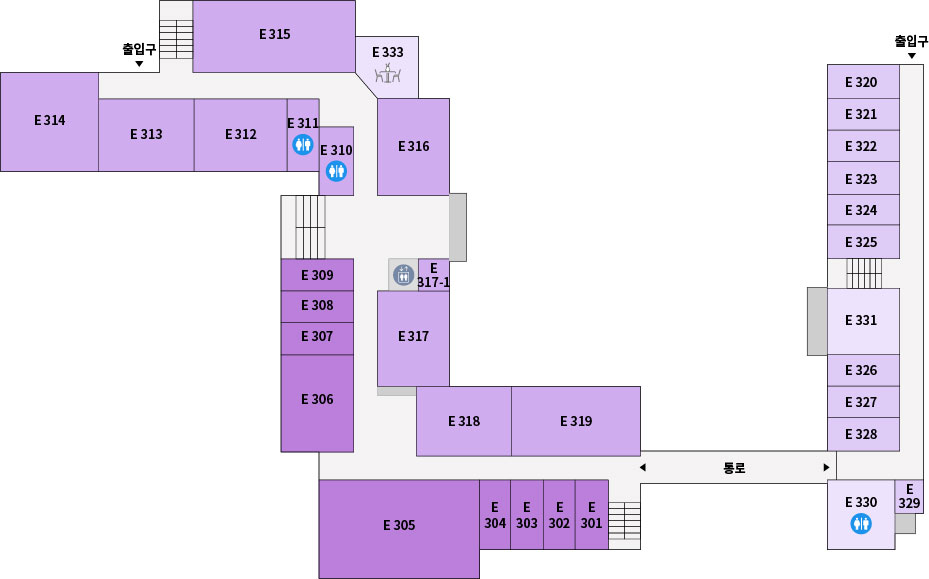 E 315
출입구
E 333
출입구
E 314
E 313
E 312
E 311
E 310
E 316
E 320
E 321
E 322
E 323
E 324
E 325
E 309
E
317-1
E 308
E 307
E 317
E 331
E 306
E 326
E 327
E 328
E 318
E 319
통로
E 305
E
304
E
303
E
302
E
301
E 330
E
329